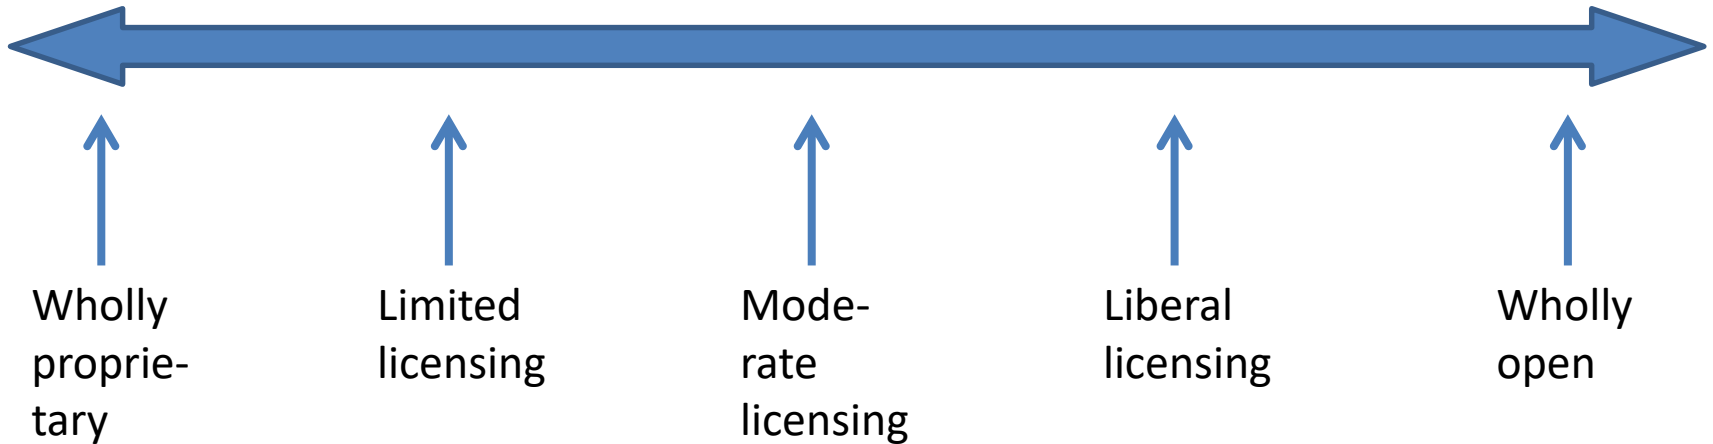 Wholly
proprie-
tary
Limited
licensing
Mode-
rate
licensing
Liberal
licensing
Wholly
open